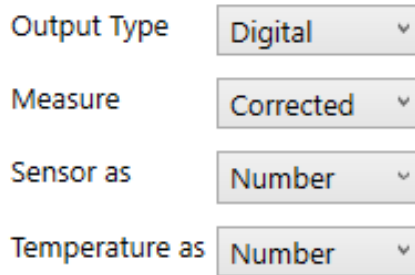 Output Type Digital
Measure Corrected
Sensor as Number
Temperature as Number